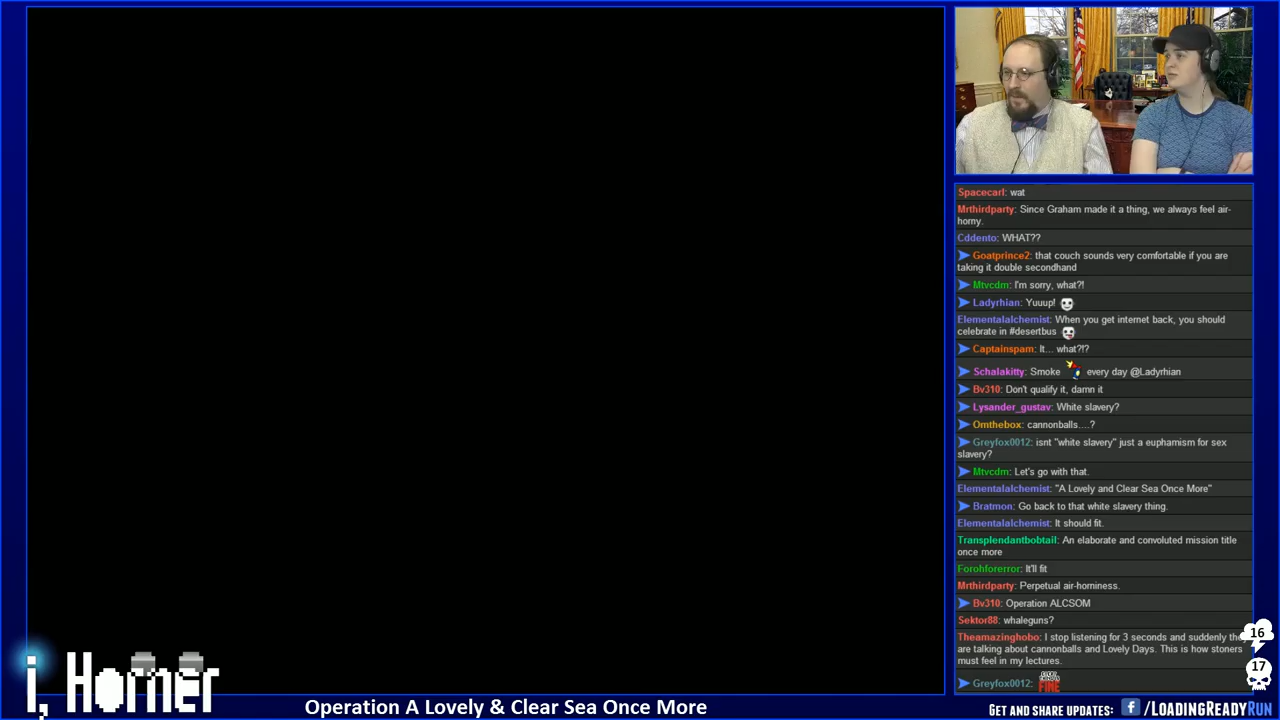 Spacecarl: wat
Mrthirdparty: Since Graham made it a thing, we always feel air-
horny.
Cddento: WHAT??
Goatprince2: that couch sounds very comfortable if you are
taking it double secondhand
Mtvcdm: I'm sorry, what?!
Ladyrhian: Yuuup!
Elementalalchemist: When you get internet back, you should
celebrate in #desertbus
Captainspam: It... what?!?
Schalakitty: Smoke every day @Ladyrhian
Bv310: Don't qualify it, damn it
Lysander_gustav: White slavery?
Omthebox: cannonballs....?
Greyfox0012: isnt "white slavery" just a euphamism for sex
slavery?
Mtvcdm: Let's go with that.
Elementalalchemist: "A Lovely and Clear Sea Once More"
Bratmon: Go back to that white slavery thing.
Elementalalchemist: It should fit.
Transplendantbobtail: An elaborate and convoluted mission title
once more
Forohforerror: It'll fit
Mrthirdparty: Perpetual air-horniness.
Bv310: Operation ALCSOM
Sektor88: whaleguns?
Theamazinghobo: I stop listening for 3 seconds and suddenly the
are talking about cannonballs and Lovely Days. This is how stoners
must feel in my lectures.
Greyfox0012: FINE
16
17
i, Horner
Operation A Lovely & Clear Sea Once More
Get and share updates: f /LoadingReadyRun